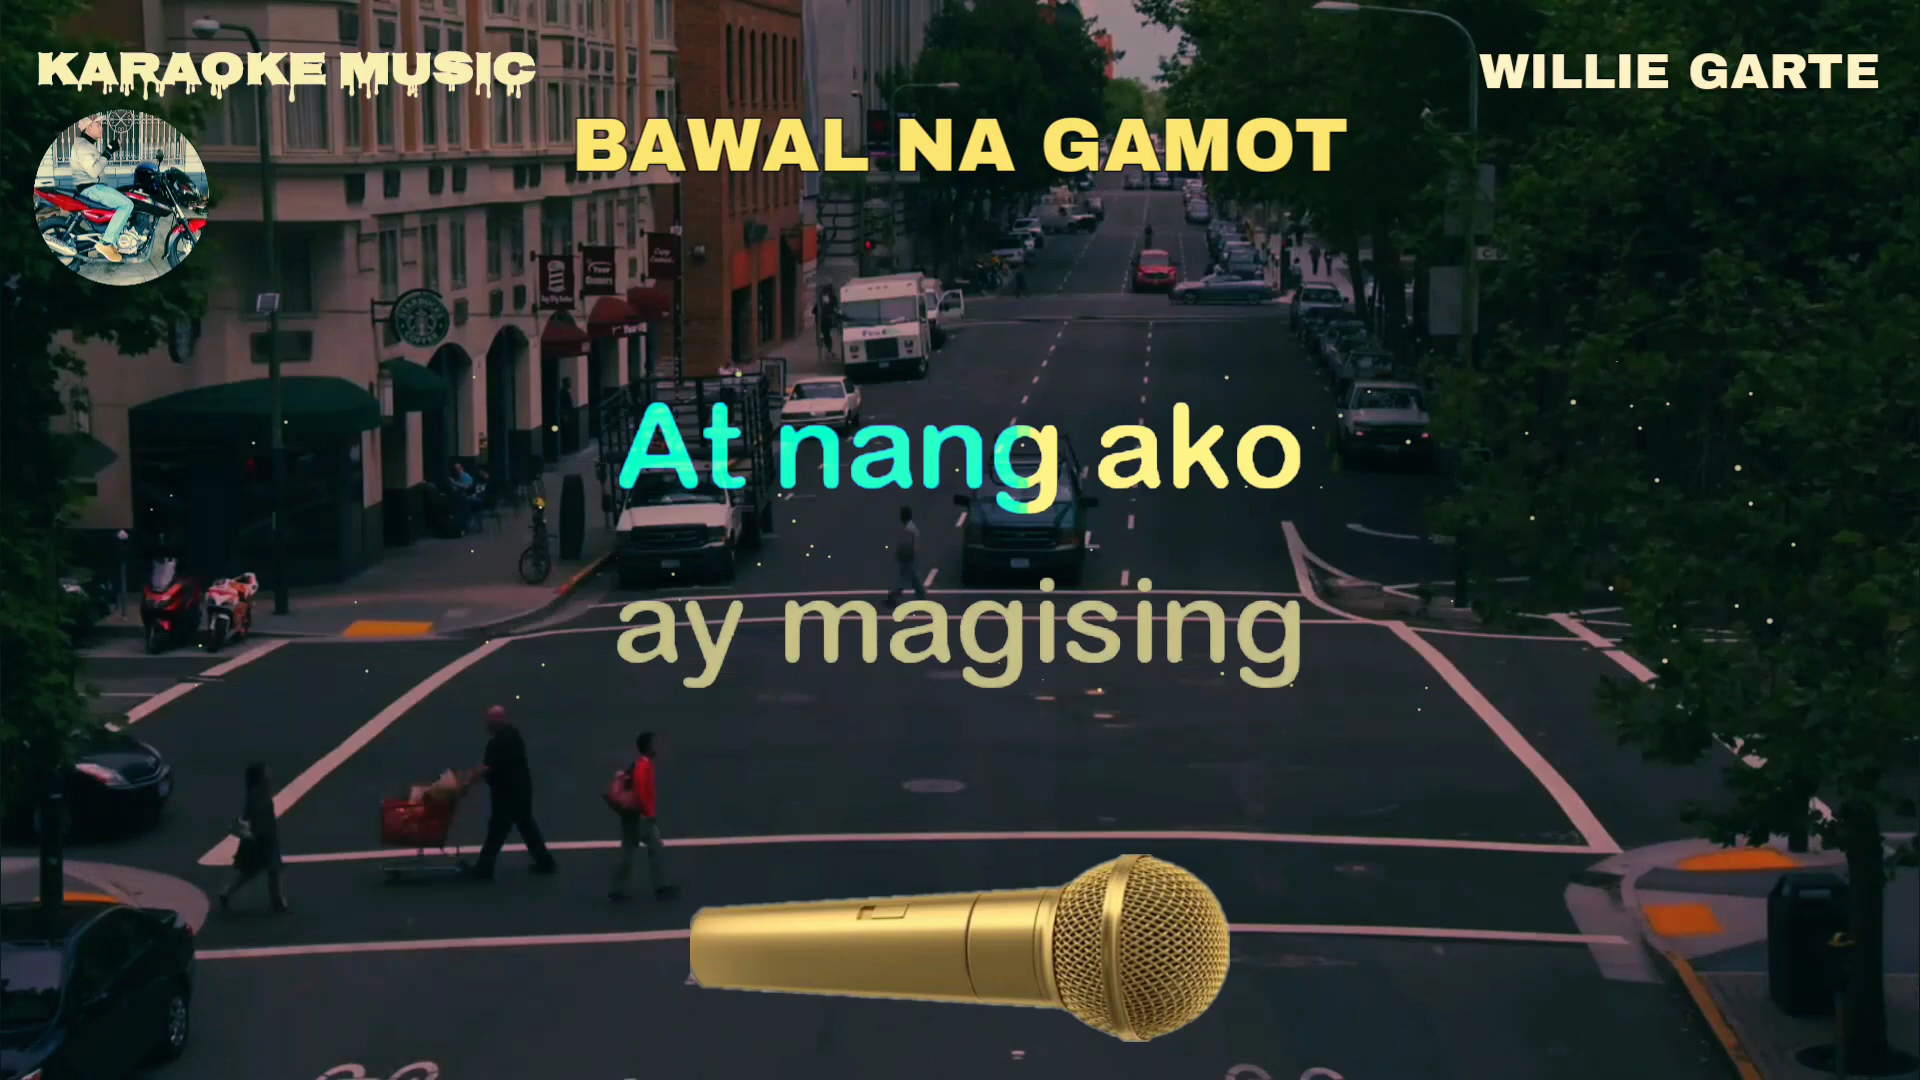 KARAOKE MUSIC
WILLIE GARTE
BAWAL NA GAMOT
At nang ako
ay magising